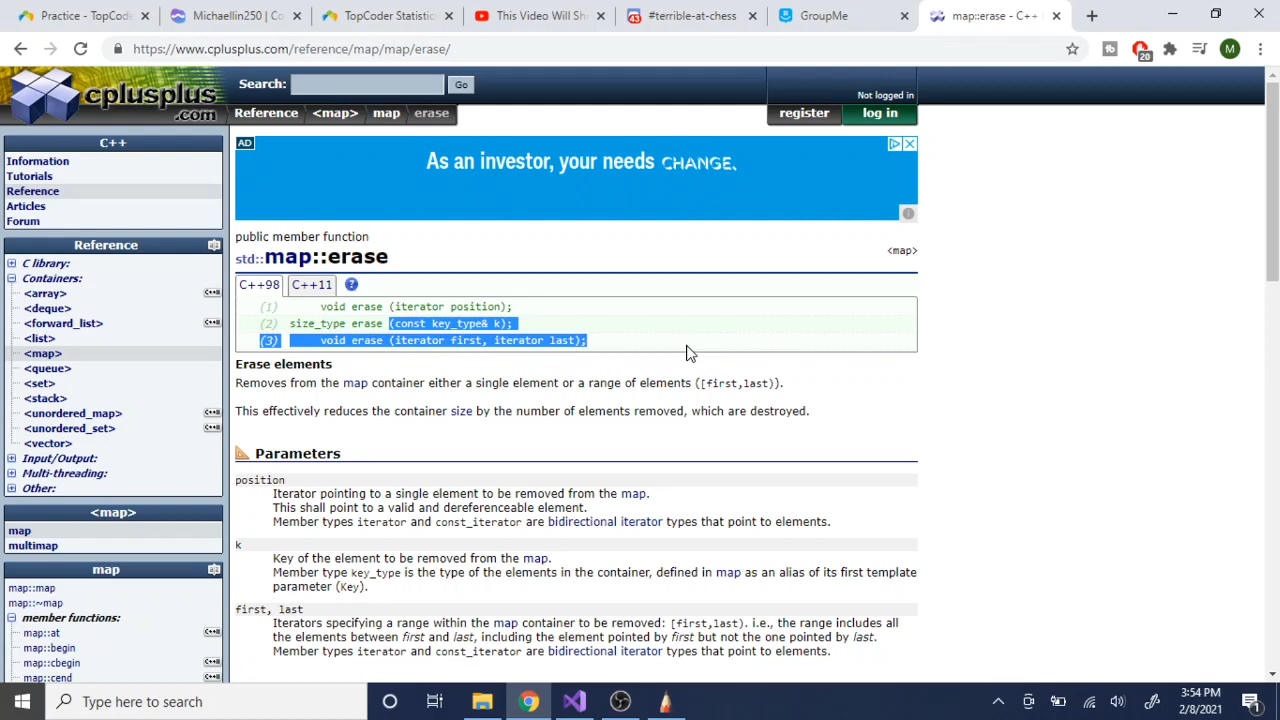 Practice - TopCod
Michaellin250 | Co
TopCoder Statistic
This Video Will Sh
43
#terrible-at-chess
GroupMe
map::erase - C++
https://www.cplusplus.com/reference/map/map/erase/
20
M
cplusplus
.com
Search:
Go
Not logged in
Reference
<map>
map
erase
register
log in
C++
Information
Tutorials
Reference
Articles
Forum
Reference
C library:
Containers:
<array>
<deque>
<forward_list>
<list>
<map>
<queue>
<set>
<stack>
<unordered_map>
<unordered_set>
<vector>
Input/Output:
Multi-threading:
Other:
<map>
map
multimap
map
map::map
map::~map
member functions:
map::at
map::begin
map::cbegin
map::cend
AD
As an investor, your needs CHANGE.
public member function
<map>
std::map::erase
C++98
C++11
?
(1) void erase (iterator position);
(2) size_type erase (const key_type& k);
(3) void erase (iterator first, iterator last);
Erase elements
Removes from the map container either a single element or a range of elements ([first,last)).
This effectively reduces the container size by the number of elements removed, which are destroyed.
Parameters
position
Iterator pointing to a single element to be removed from the map.
This shall point to a valid and dereferenceable element.
Member types iterator and const_iterator are bidirectional iterator types that point to elements.
k
Key of the element to be removed from the map.
Member type key_type is the type of the elements in the container, defined in map as an alias of its first template
parameter (Key).
first, last
Iterators specifying a range within the map container to be removed: [first,last). i.e., the range includes all
the elements between first and last, including the element pointed by first but not the one pointed by last.
Member types iterator and const_iterator are bidirectional iterator types that point to elements.
Type here to search
3:54 PM
2/8/2021
1